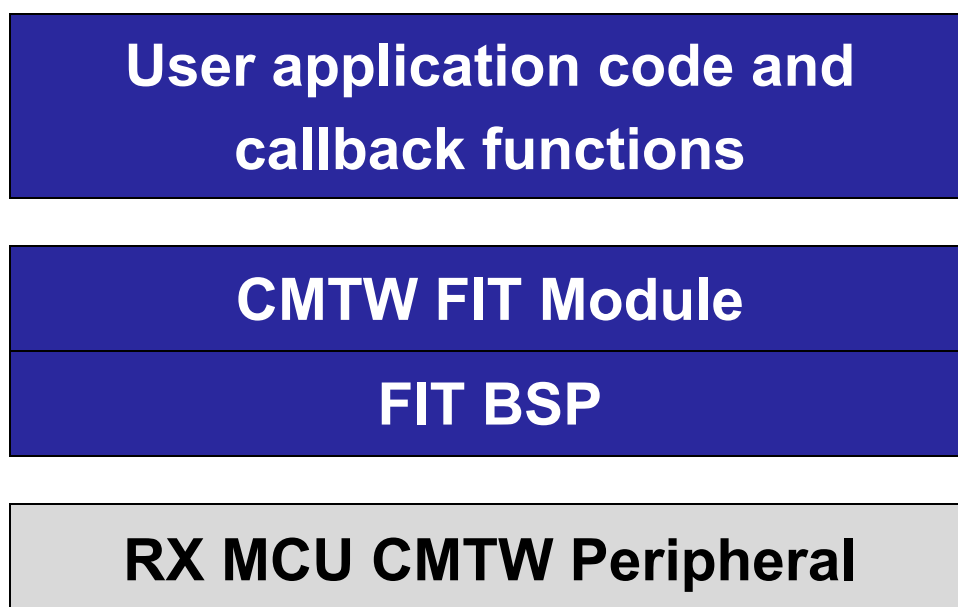 User application code and
callback functions
CMTW FIT Module
FIT BSP
RX MCU CMTW Peripheral